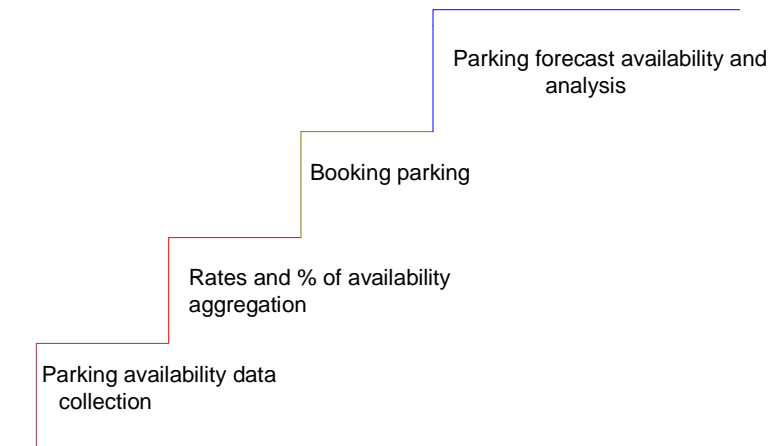 Parking forecast availability and
analysis
Booking parking
Rates and % of availability
aggregation
Parking availability data
collection